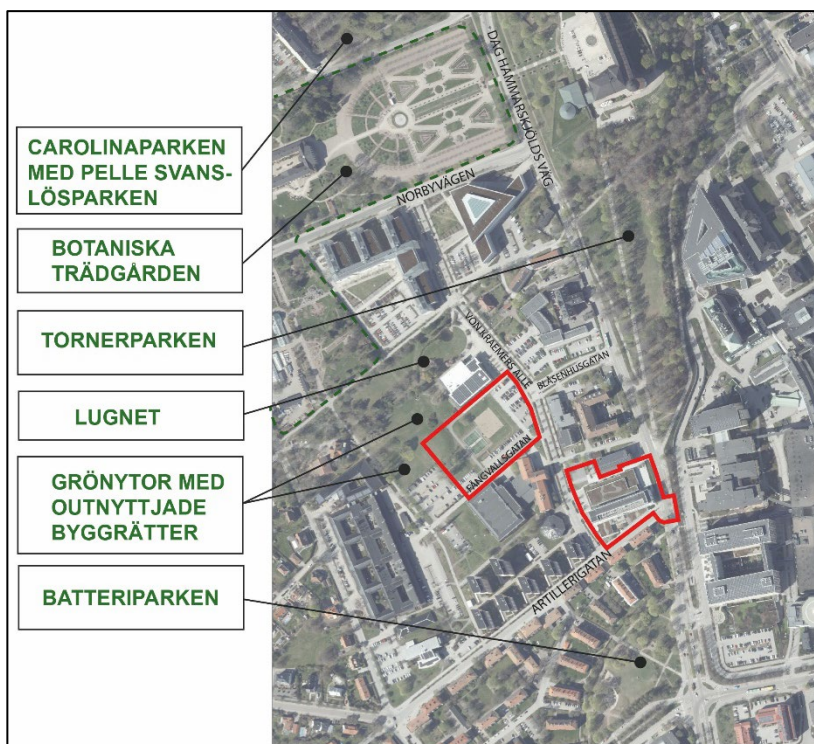 CAROLINAPARKEN
MED PELLE SVANS-
LÖSPARKEN
BOTANISKA
TRÄDGÅRDEN
TORNERPARKEN
LUGNET
GRÖNYTOR MED
OUTNYTTJADE
BYGGRÄTTER
BATTERIPARKEN
DAG HAMMARSKJÖLDS VÄG
NORBYVÄGEN
VON KRAEMERS ALLÉ
BLÅSENHUSGATAN
FÅNGVALLSGATAN
ARTILLERIGATAN